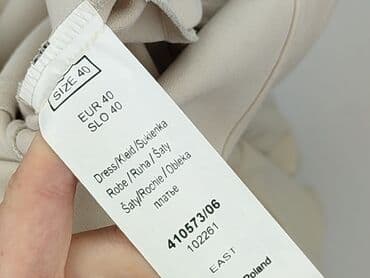 SIZE 40
EUR 40
SLO 40
Dress/Kleid/Sukienka
Robe/Ruha/Šaty
Šaty/Rochie/Obleka
платье
410573/06
102261
EAST
Poland